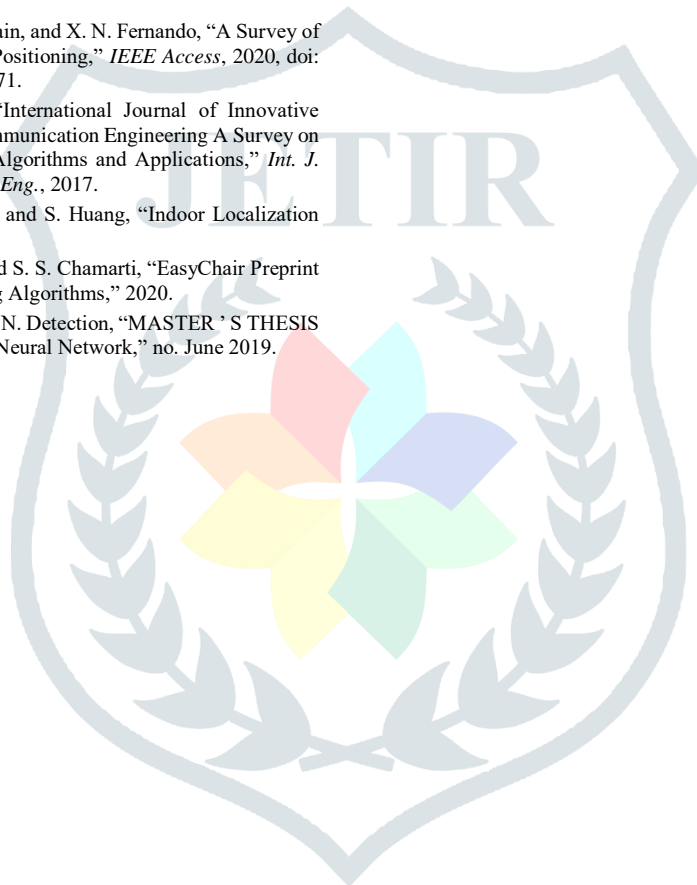 ain, and X. N. Fernando, “A Survey of
Positioning,” IEEE Access, 2020, doi:
71.
“International Journal of Innovative
mmunication Engineering A Survey on
Algorithms and Applications,” Int. J.
Eng., 2017.
and S. Huang, “Indoor Localization
d S. S. Chamarti, “EasyChair Preprint
g Algorithms,” 2020.
N. Detection, “MASTER ’ S THESIS
Neural Network,” no. June 2019.
JETIR